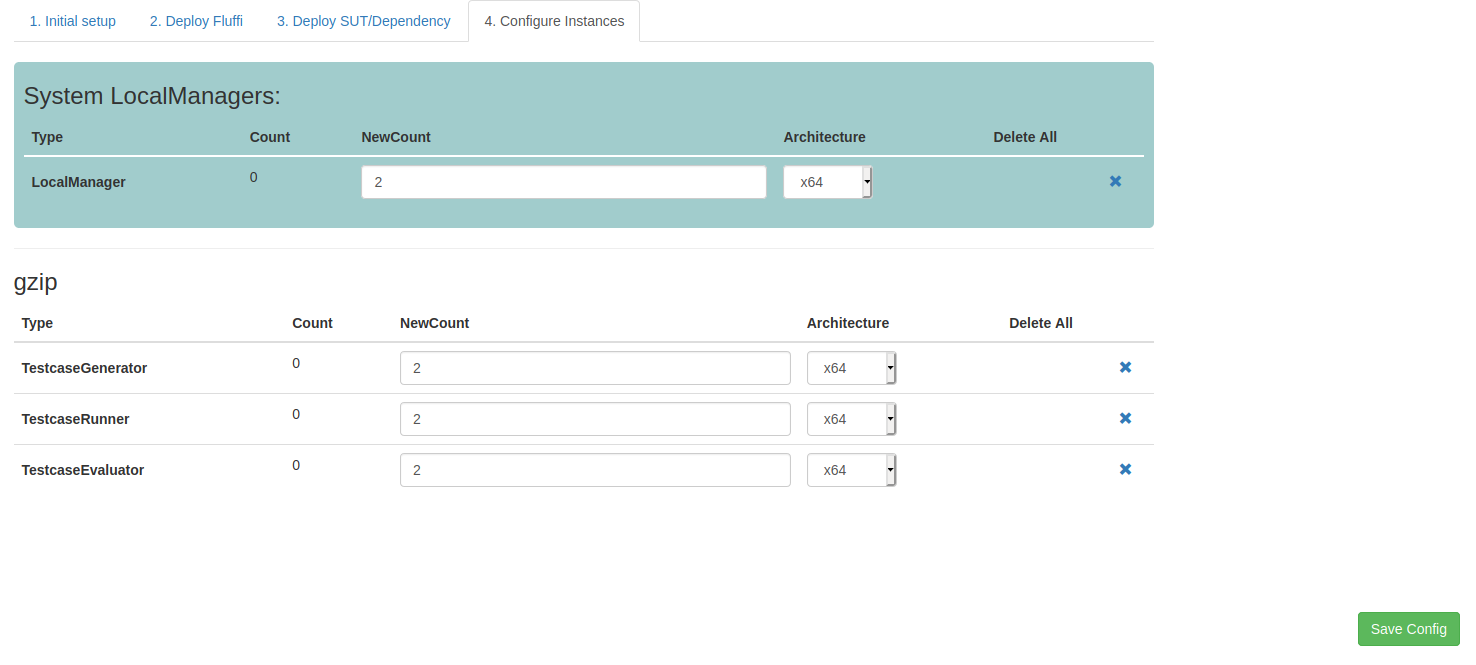 1. Initial setup 2. Deploy Fluffi 3. Deploy SUT/Dependency 4. Configure Instances
System LocalManagers:
Type Count NewCount Architecture Delete All
LocalManager 0 2 x64
gzip
Type Count NewCount Architecture Delete All
TestcaseGenerator 0 2 x64
TestcaseRunner 0 2 x64
TestcaseEvaluator 0 2 x64
Save Config